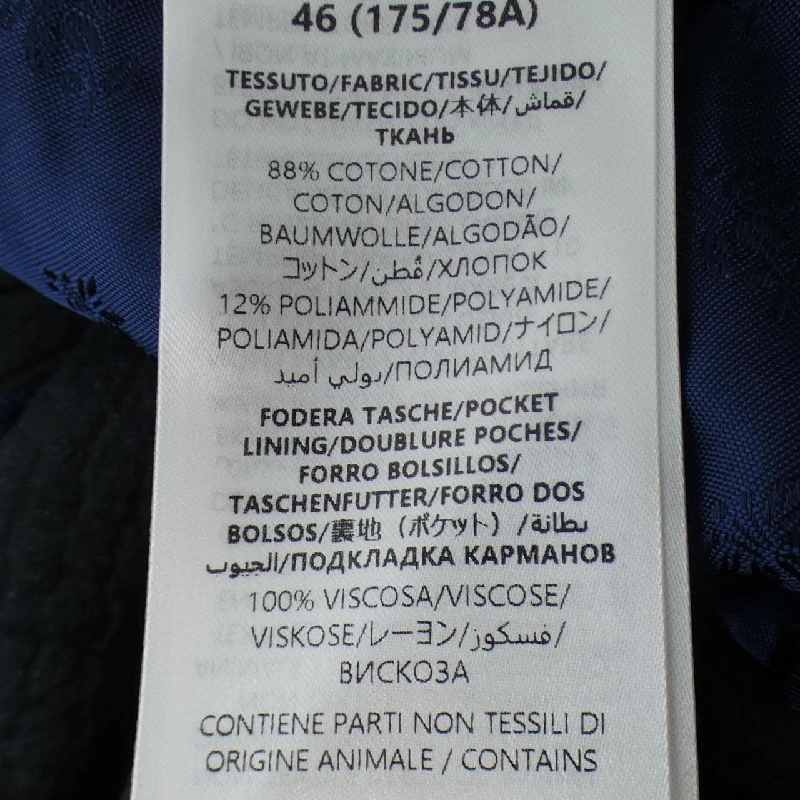 46 (175/78A)
TESSUTO/FABRIC/TISSU/TEJIDO/
GEWEBE/TECIDO/本体/قماش/
ТКАНЬ
88% COTONE/COTTON/
COTON/ALGODON/
BAUMWOLLE/ALGODÃO/
コットン/قُطن/ХЛОПОК
12% POLIAMMIDE/POLYAMIDE/
POLIAMIDA/POLYAMID/ナイロン/
بولي أميد/ПОЛИАМИД
FODERA TASCHE/POCKET
LINING/DOUBLURE POCHES/
FORRO BOLSILLOS/
TASCHENFUTTER/FORRO DOS
BOLSOS/裏地（ポケット）/بطانة
الجيوب/ПОДКЛАДКА КАРМАНОВ
100% VISCOSA/VISCOSE/
VISKOSE/レーヨン/فسكوز/
ВИСКОЗА
CONTIENE PARTI NON TESSILI DI
ORIGINE ANIMALE / CONTAINS